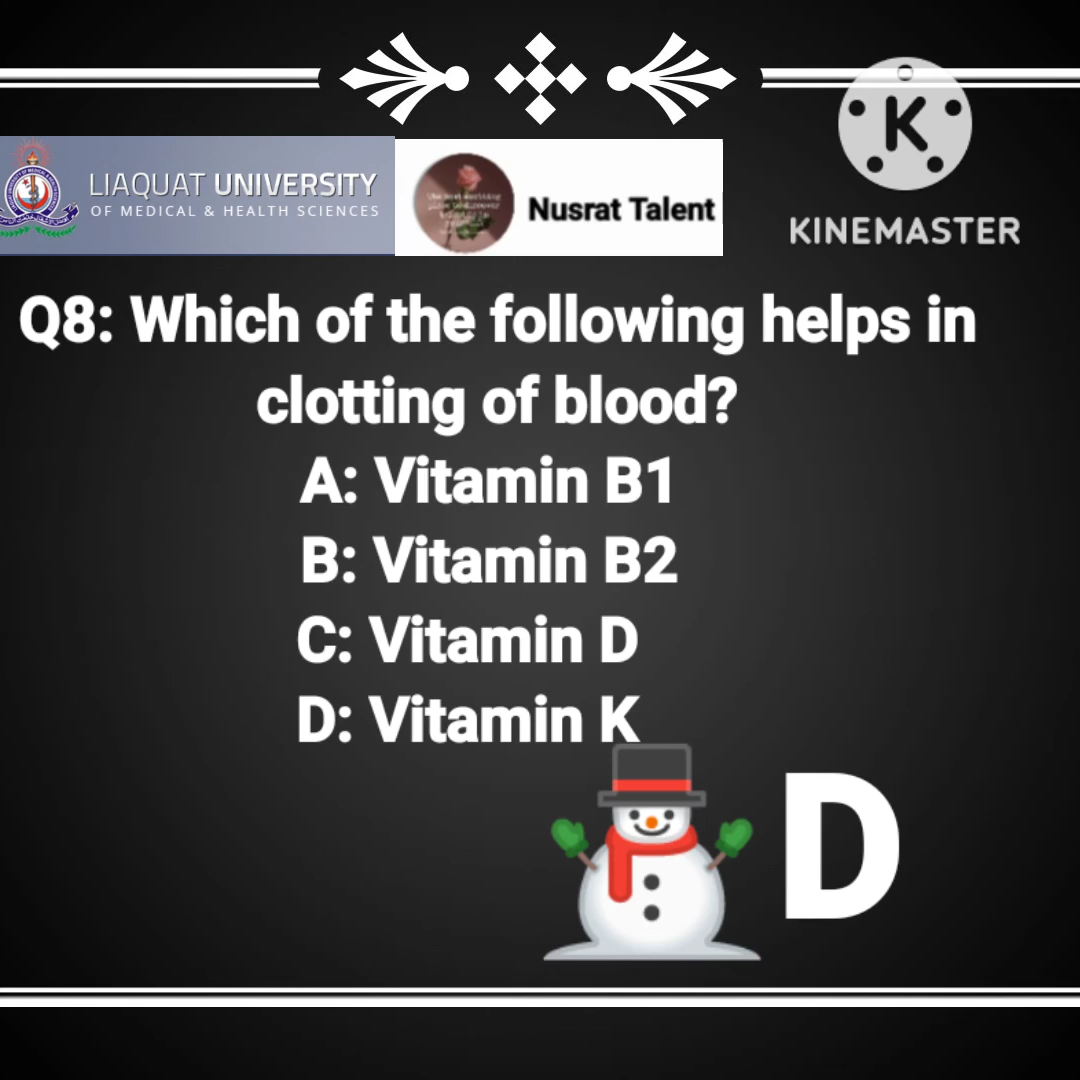 LIAQUAT UNIVERSITY
OF MEDICAL & HEALTH SCIENCES
Nusrat Talent
K
KINEMASTER
Q8: Which of the following helps in
clotting of blood?
A: Vitamin B1
B: Vitamin B2
C: Vitamin D
D: Vitamin K
D